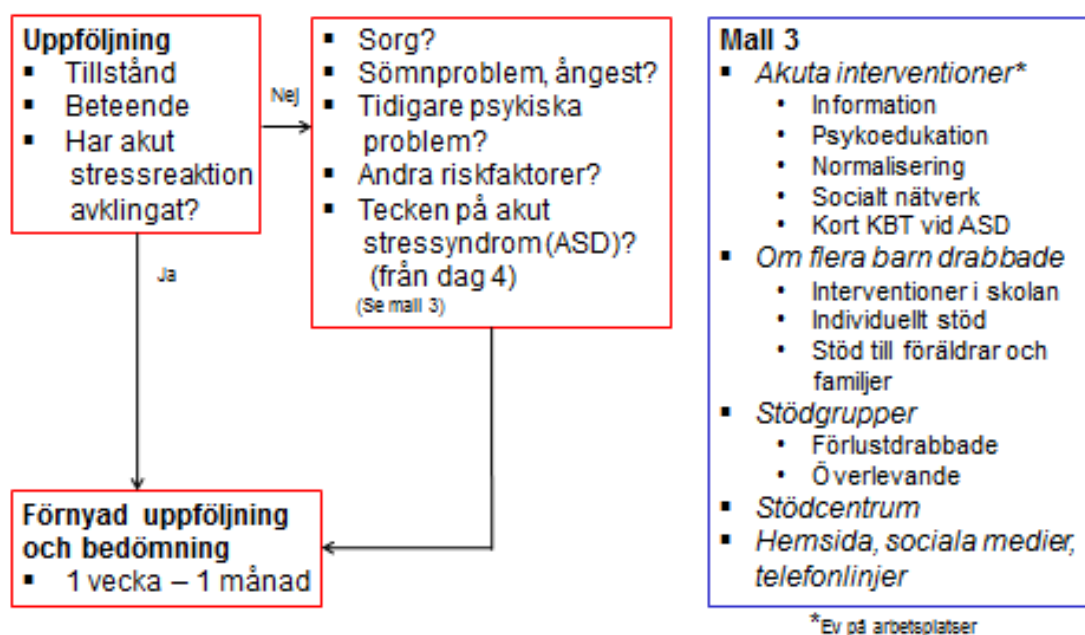 Uppföljning
▪ Tillstånd
▪ Beteende
▪ Har akut
stressreaktion
avklingat?
Nej
▪ Sorg?
▪ Sömnproblem, ångest?
▪ Tidigare psykiska
problem?
▪ Andra riskfaktorer?
▪ Tecken på akut
stressyndrom (ASD)?
(från dag 4)
(Se mall 3)
Ja
Förnyad uppföljning
och bedömning
▪ 1 vecka – 1 månad
Mall 3
▪ Akuta interventioner*
• Information
• Psykoedukation
• Normalisering
• Socialt nätverk
• Kort KBT vid ASD
▪ Om flera barn drabbade
• Interventioner i skolan
• Individuellt stöd
• Stöd till föräldrar och
familjer
▪ Stödgrupper
• Förlustdrabbade
• Överlevande
▪ Stödcentrum
▪ Hemsida, sociala medier,
telefonlinjer
*Ev på arbetsplatser